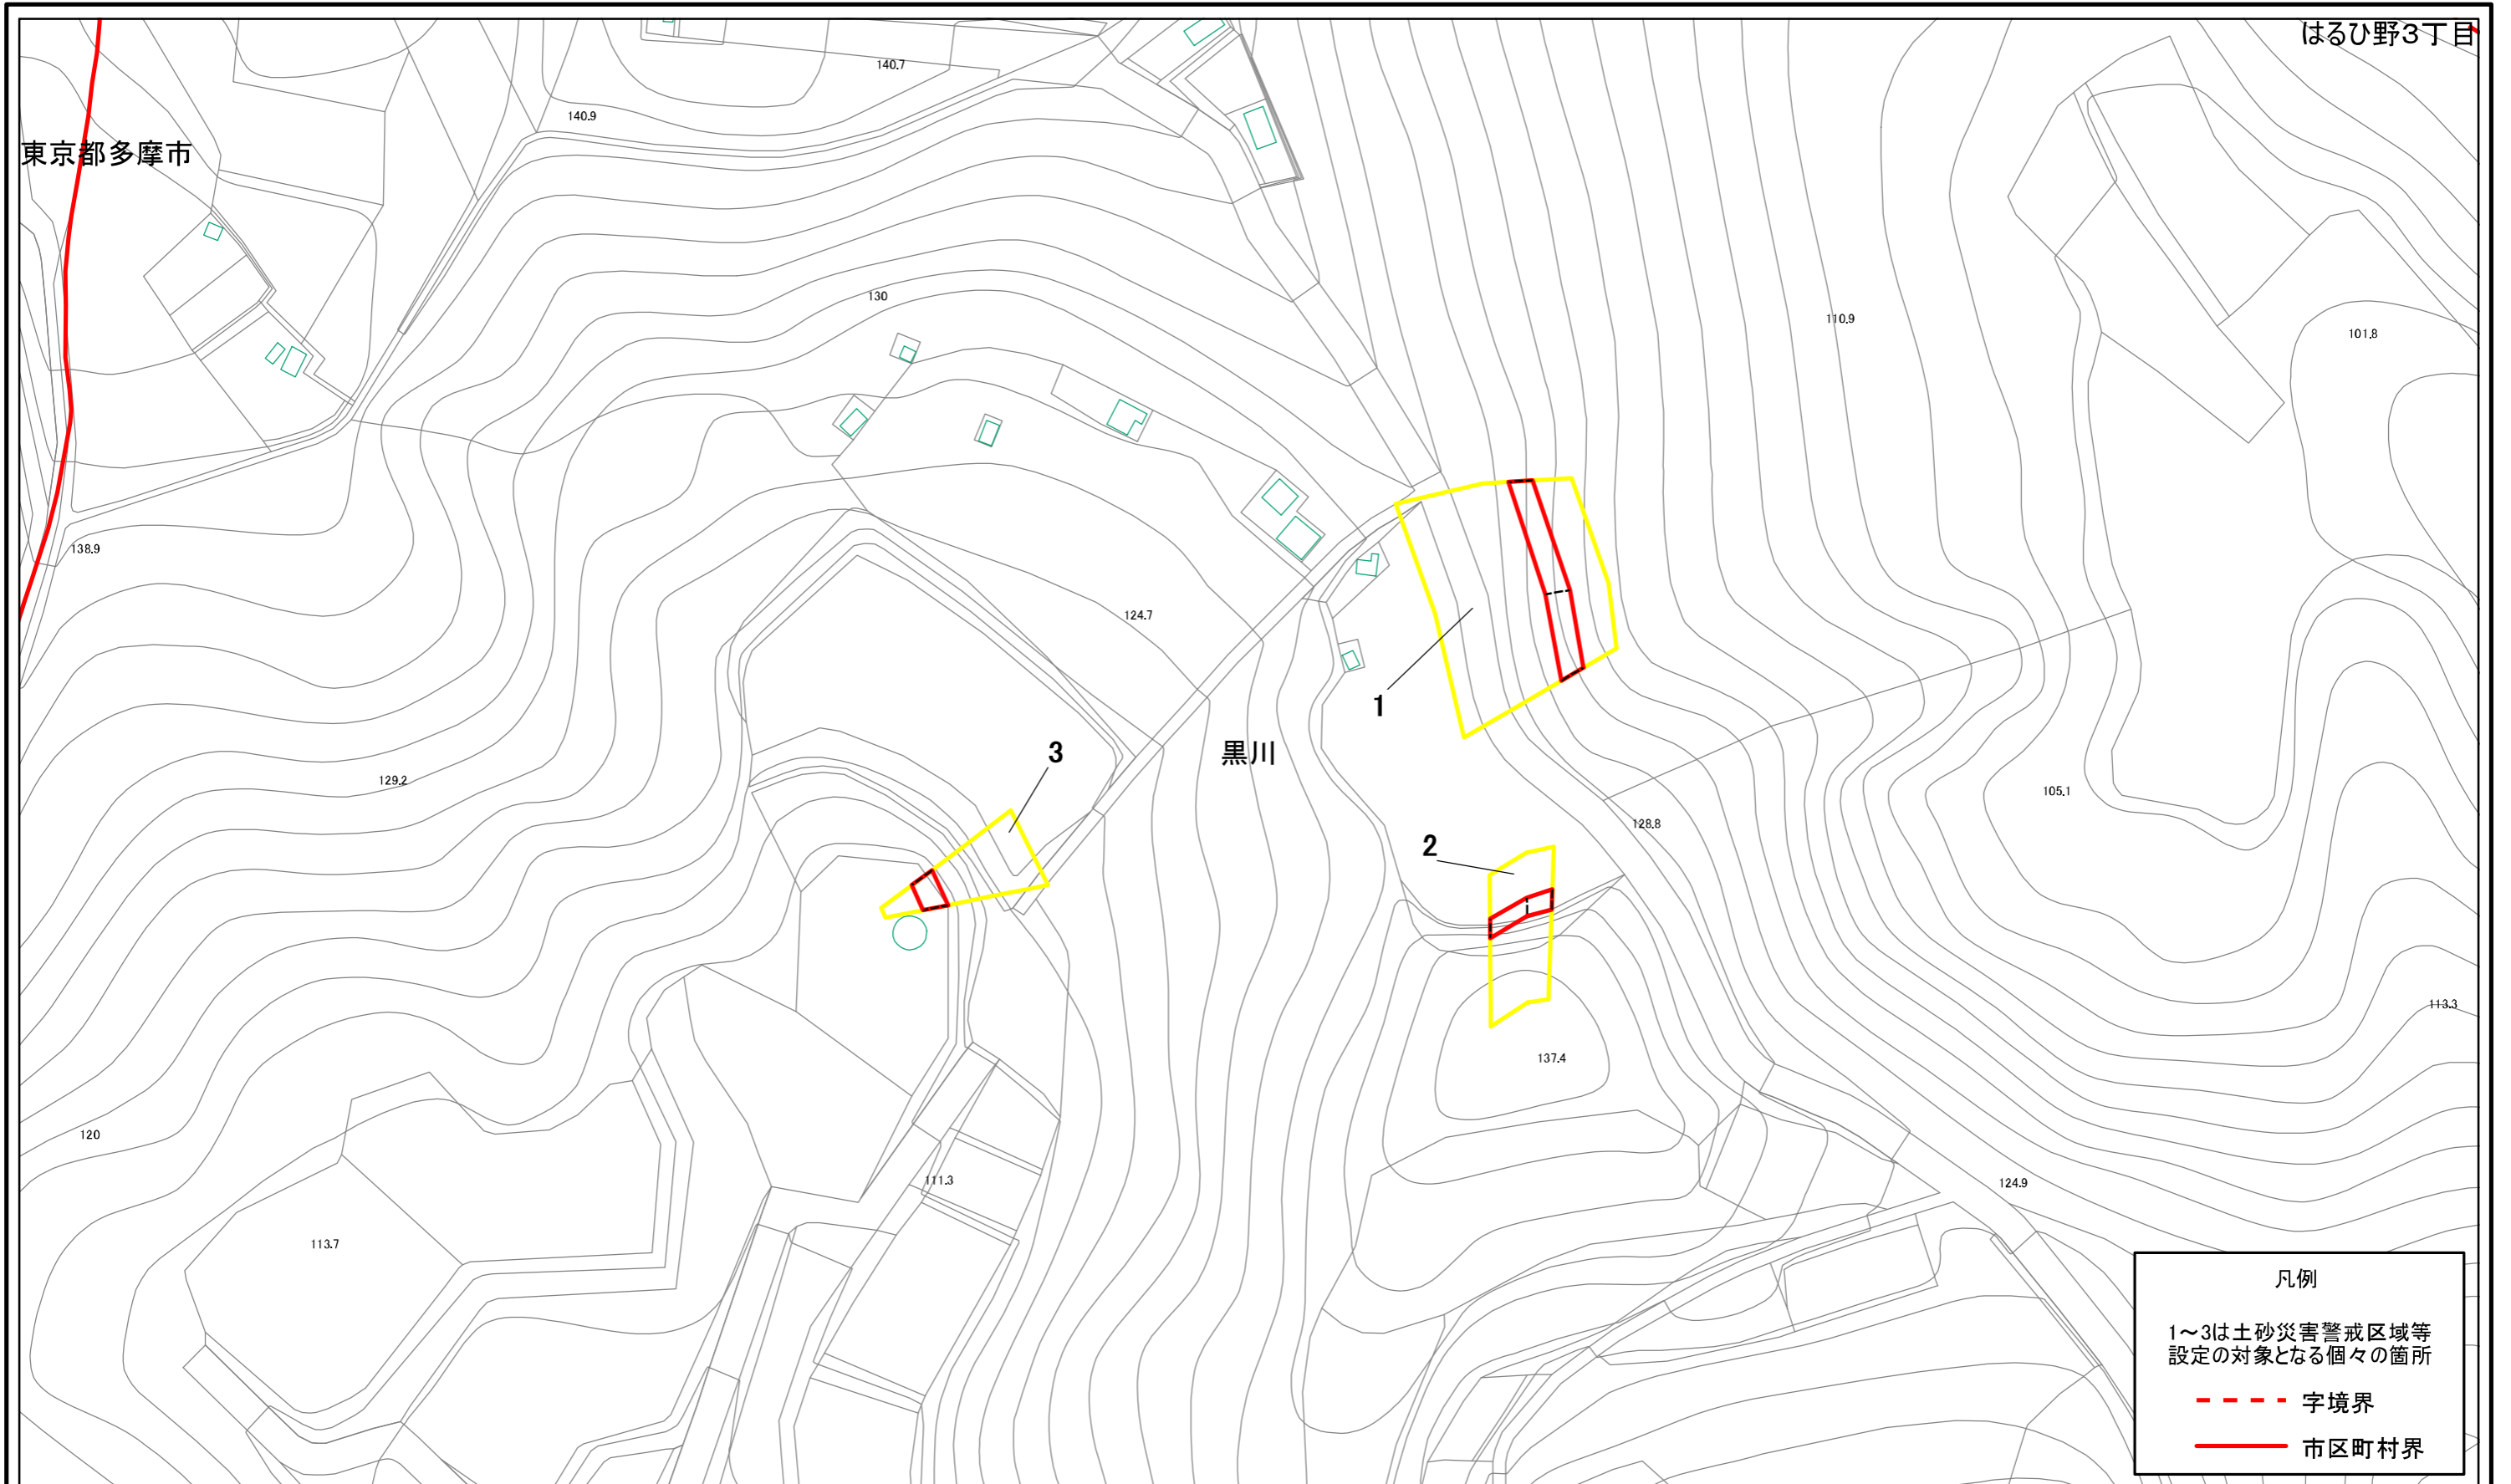 はるひ野3丁目
140.7
140.9
東京都多摩市
130
110.9
101.8
138.9
124.7
1
3
黒川
129.2
105.1
128.8
2
113.3
137.4
120
111.3
124.9
113.7
凡例
1~3は土砂災害警戒区域等
設定の対象となる個々の箇所
字境界
市区町村界